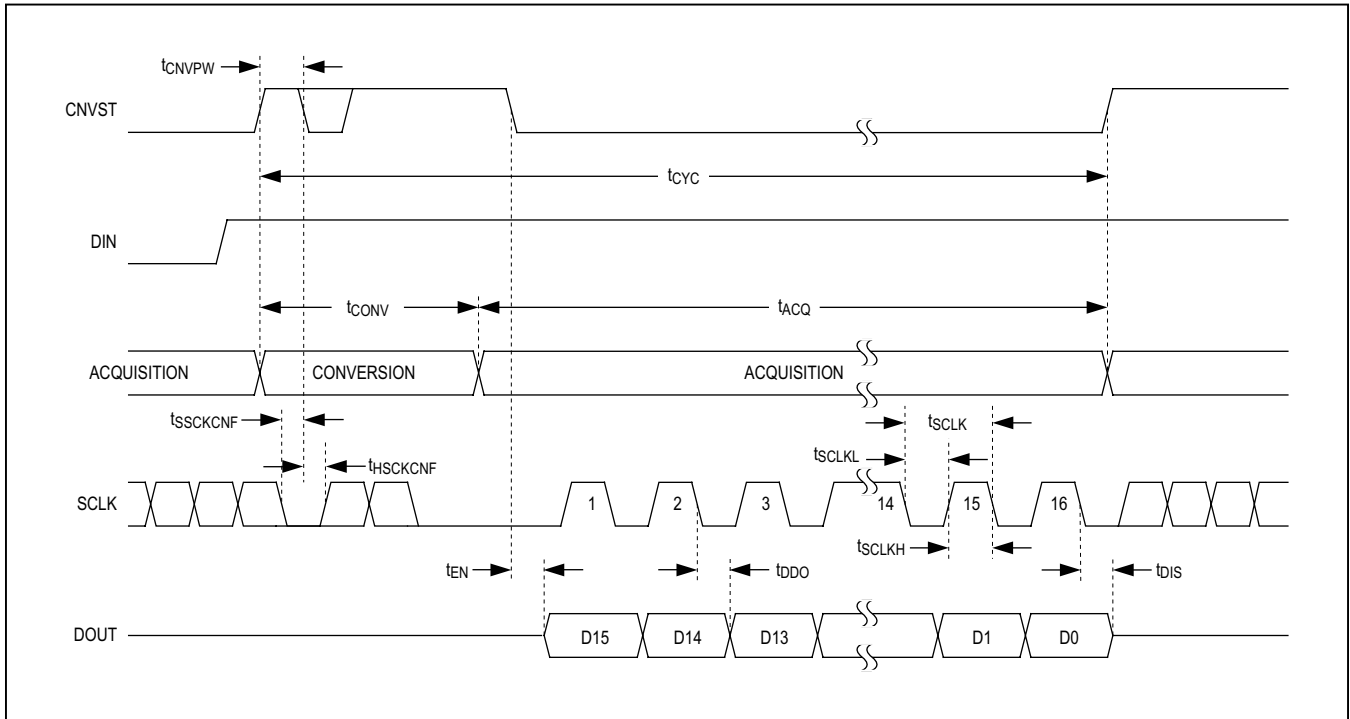 tCNVPW
CNVST
tCYC
DIN
tCONV
tACQ
ACQUISITION
CONVERSION
ACQUISITION
tSSCKCNF
tSCLK
tHSCKCNF
tSCLKL
SCLK
1
2
3
14
15
16
tSCLKH
tEN
tDDO
tDIS
DOUT
D15
D14
D13
D1
D0